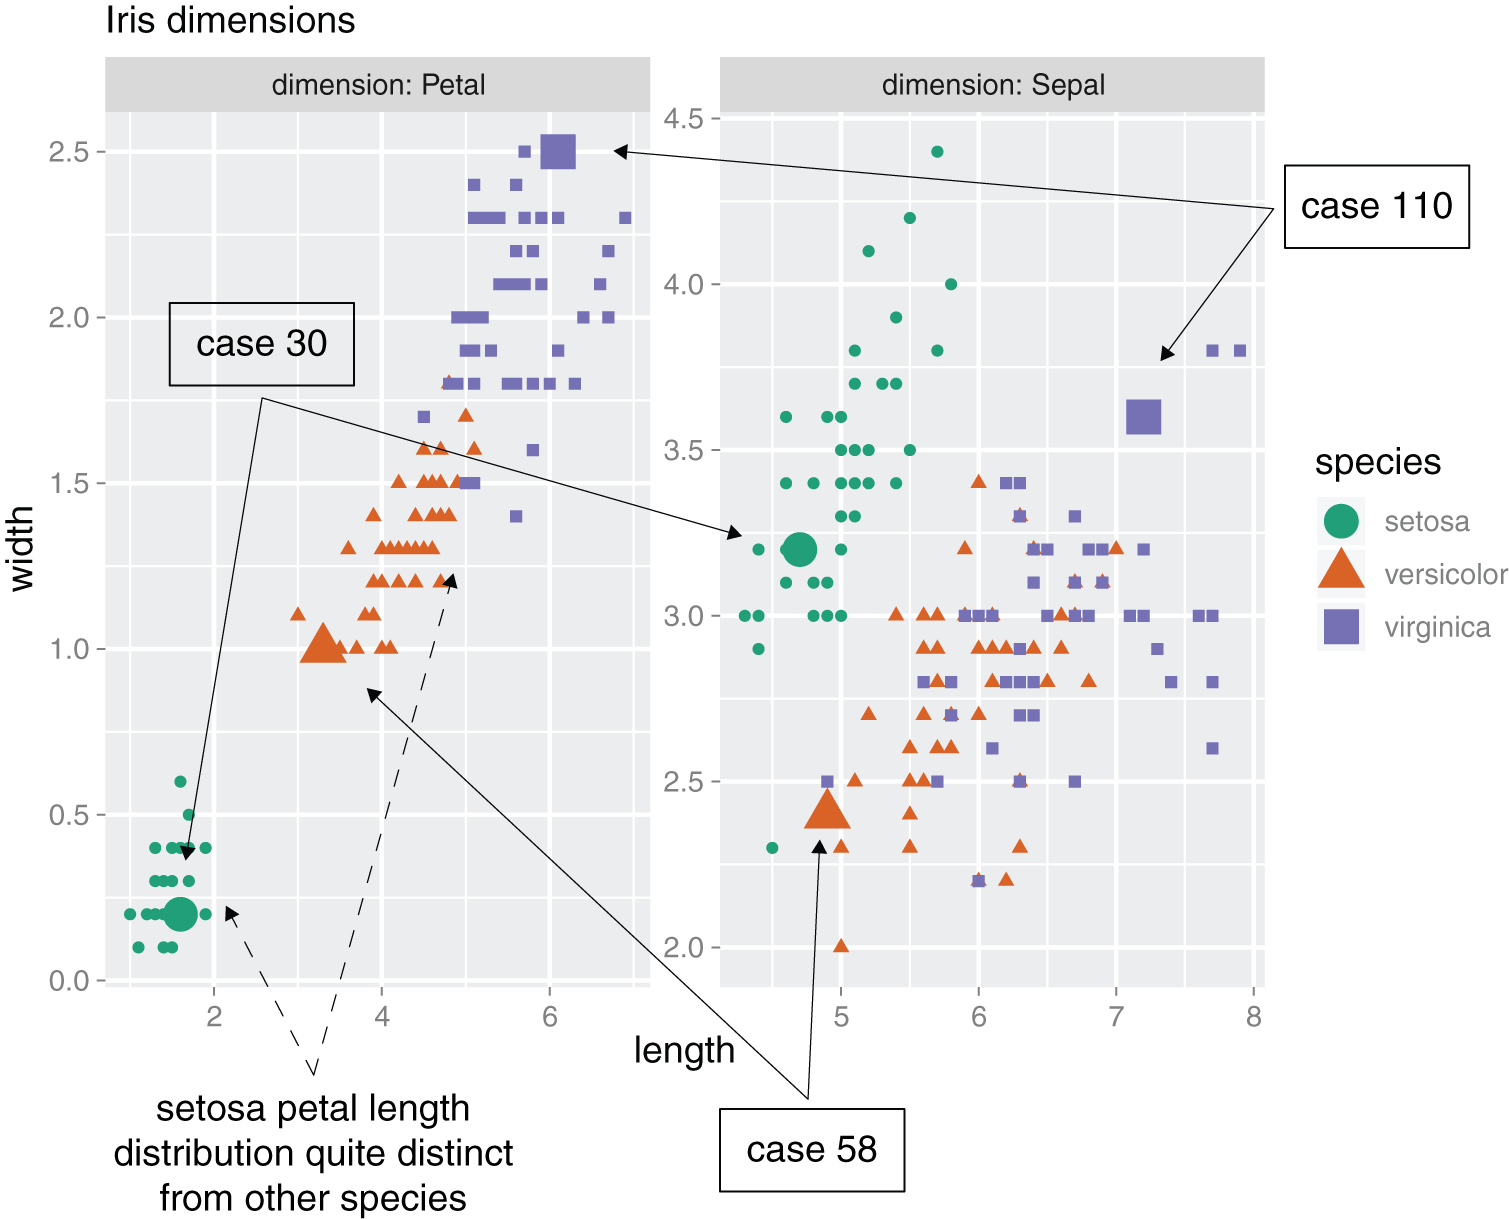 Iris dimensions
dimension: Petal
dimension: Sepal
width
2.5
2.0
1.5
1.0
0.5
0.0
2
4
6
4.5
4.0
3.5
3.0
2.5
2.0
5
6
7
8
length
case 110
case 30
case 58
species
setosa
versicolor
virginica
setosa petal length
distribution quite distinct
from other species